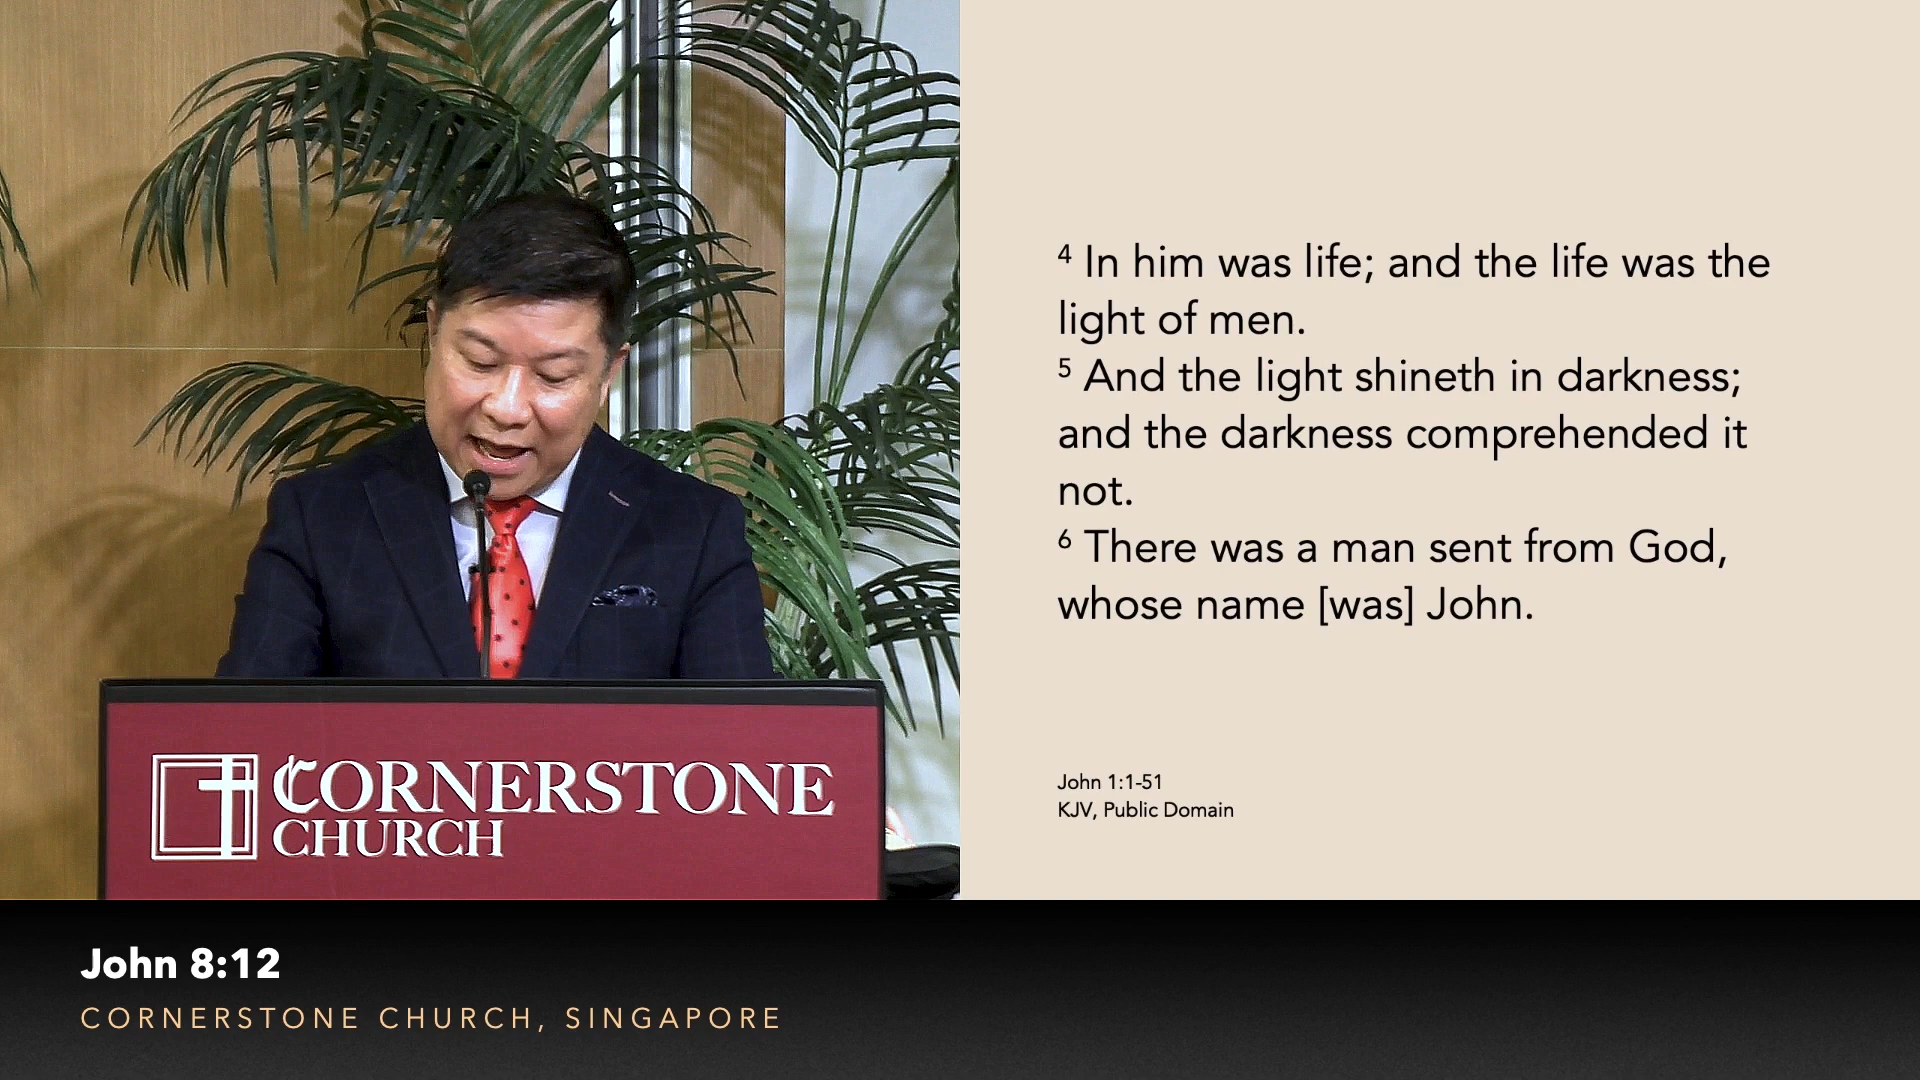 CORNERSTONE
CHURCH
⁴ In him was life; and the life was the
light of men.
⁵ And the light shineth in darkness;
and the darkness comprehended it
not.
⁶ There was a man sent from God,
whose name [was] John.
John 1:1-51
KJV, Public Domain
John 8:12
CORNERSTONE CHURCH, SINGAPORE